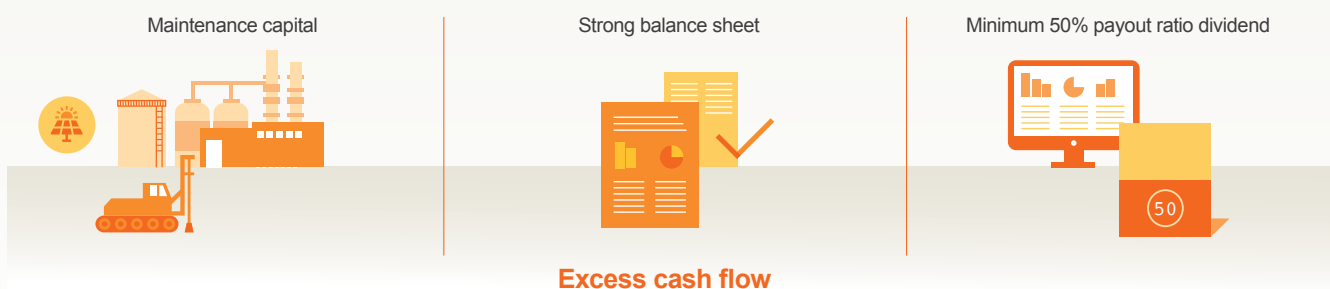 Maintenance capital
Strong balance sheet
Minimum 50% payout ratio dividend
50
Excess cash flow